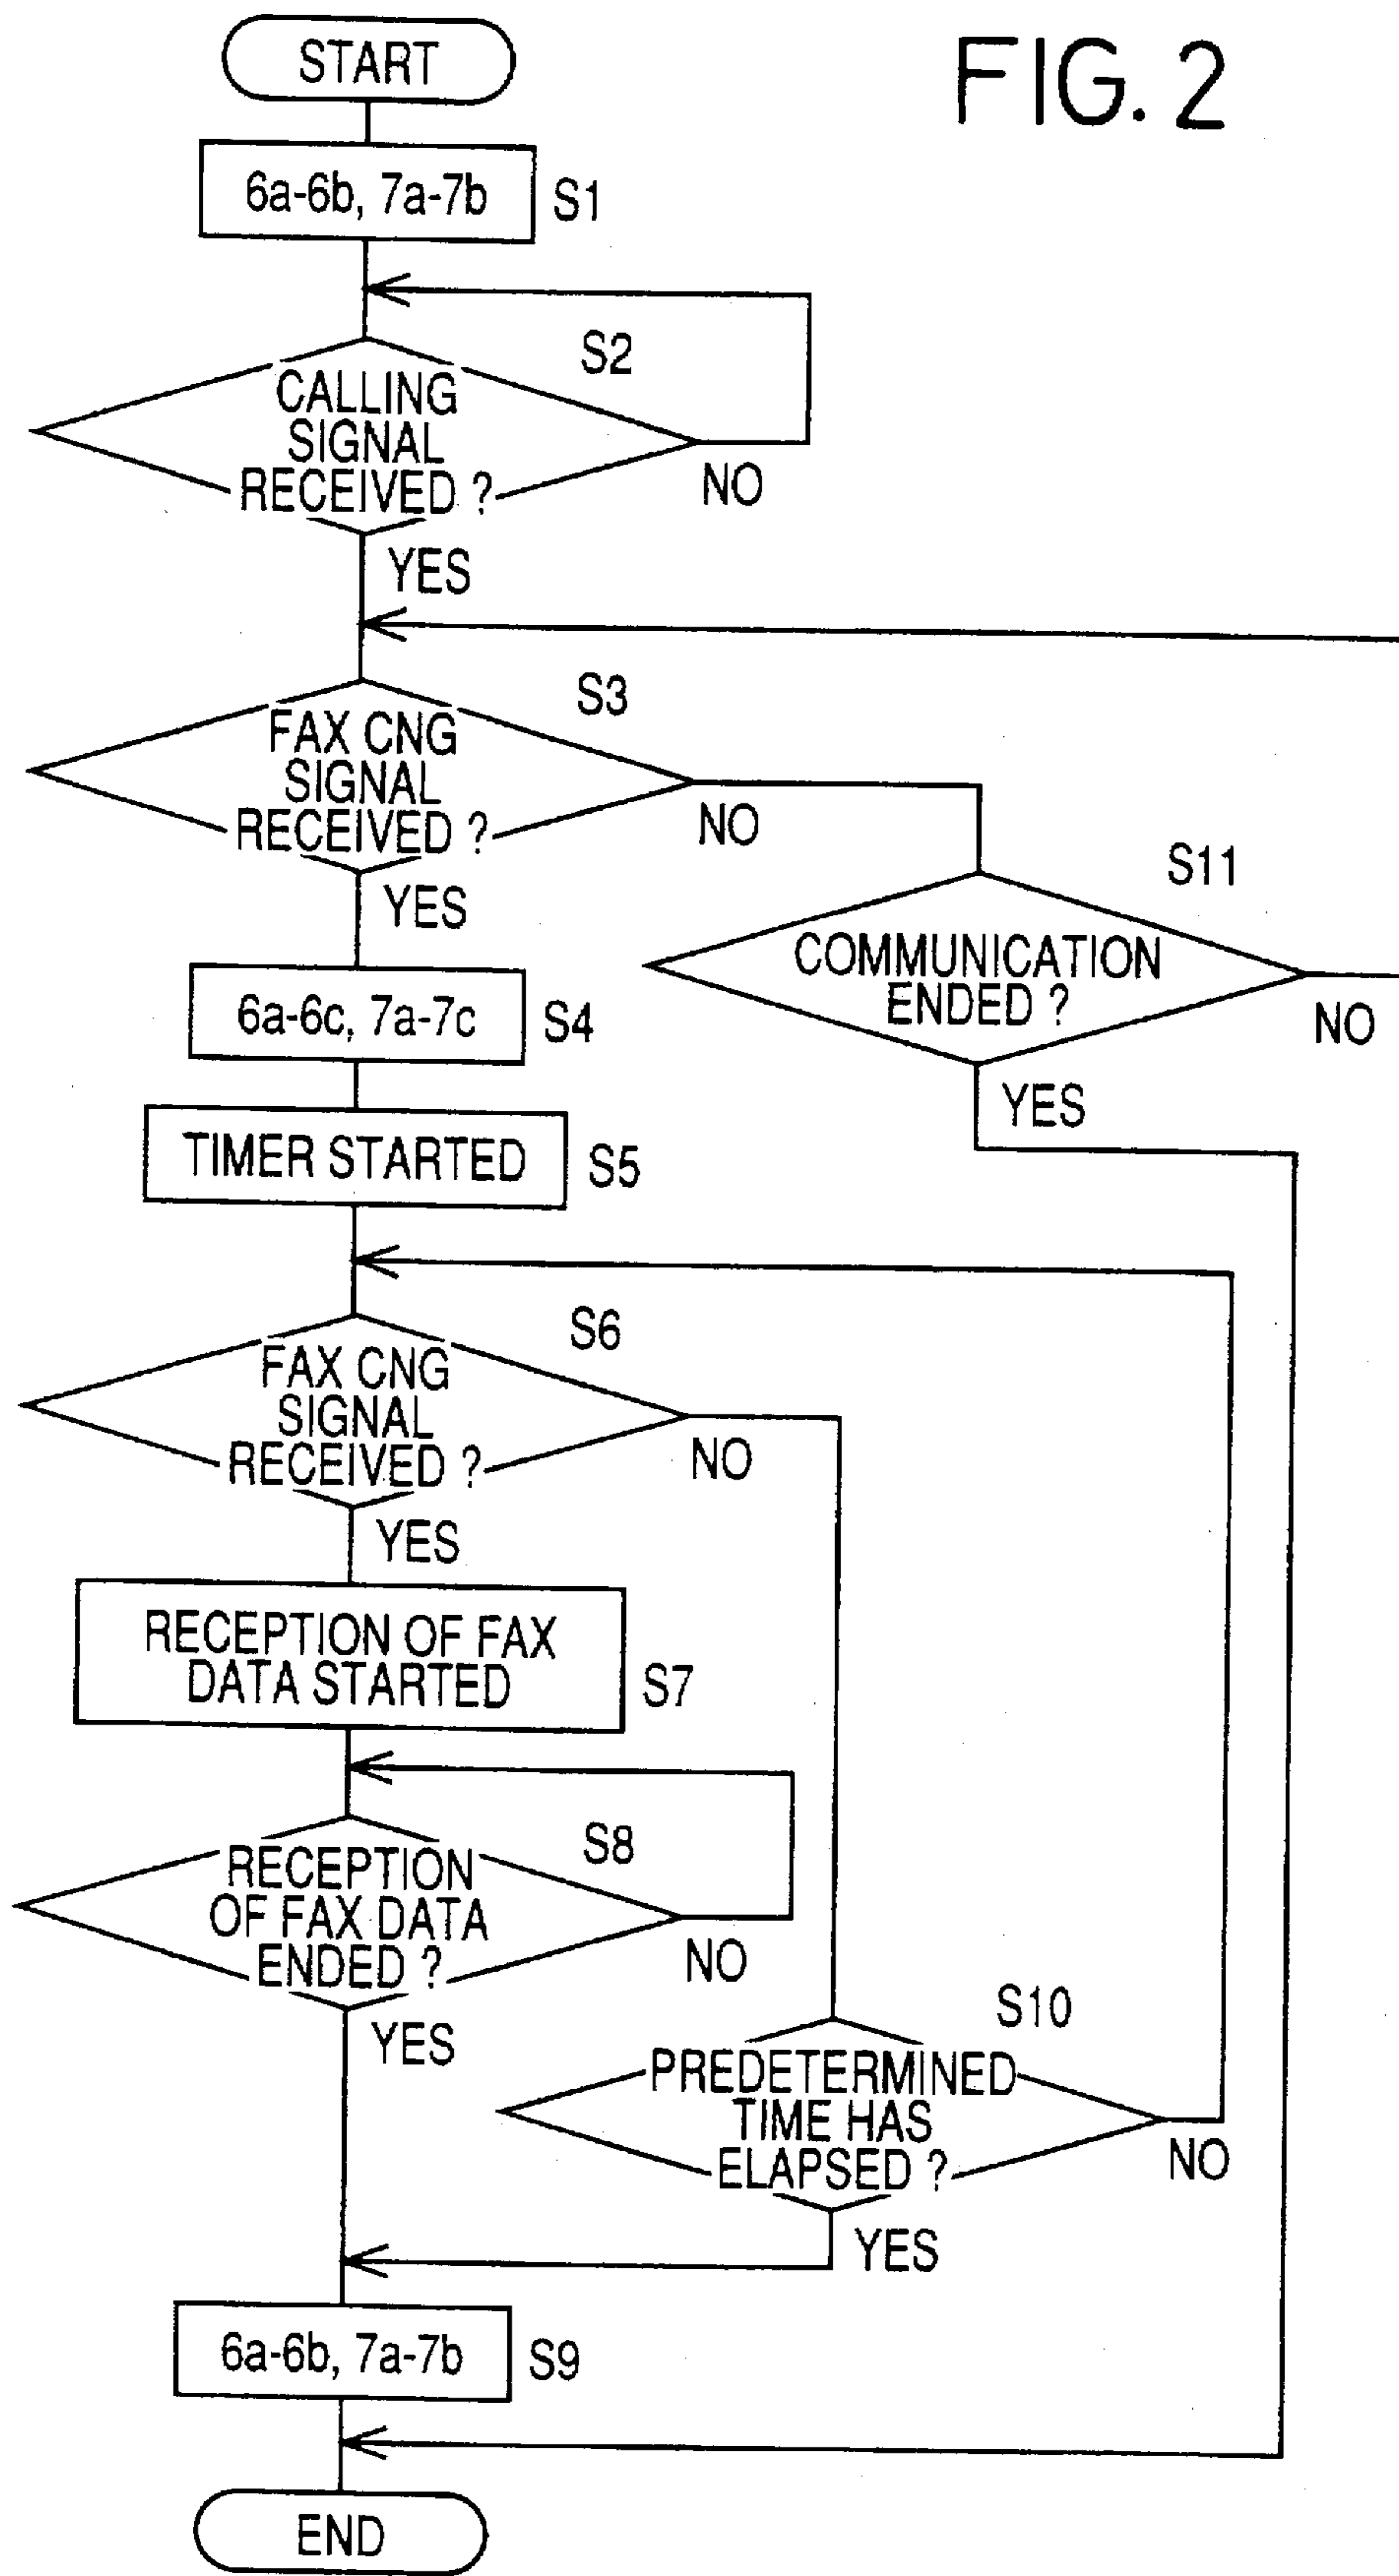 FIG. 2
START
6a-6b, 7a-7b
S1
S2
CALLING
SIGNAL
RECEIVED ?
NO
YES
S3
FAX CNG
SIGNAL
RECEIVED ?
NO
YES
S11
COMMUNICATION
ENDED ?
NO
YES
6a-6c, 7a-7c
S4
TIMER STARTED
S5
S6
FAX CNG
SIGNAL
RECEIVED ?
NO
YES
RECEPTION OF FAX
DATA STARTED
S7
S8
RECEPTION
OF FAX DATA
ENDED ?
NO
YES
S10
PREDETERMINED
TIME HAS
ELAPSED ?
NO
YES
6a-6b, 7a-7b
S9
END